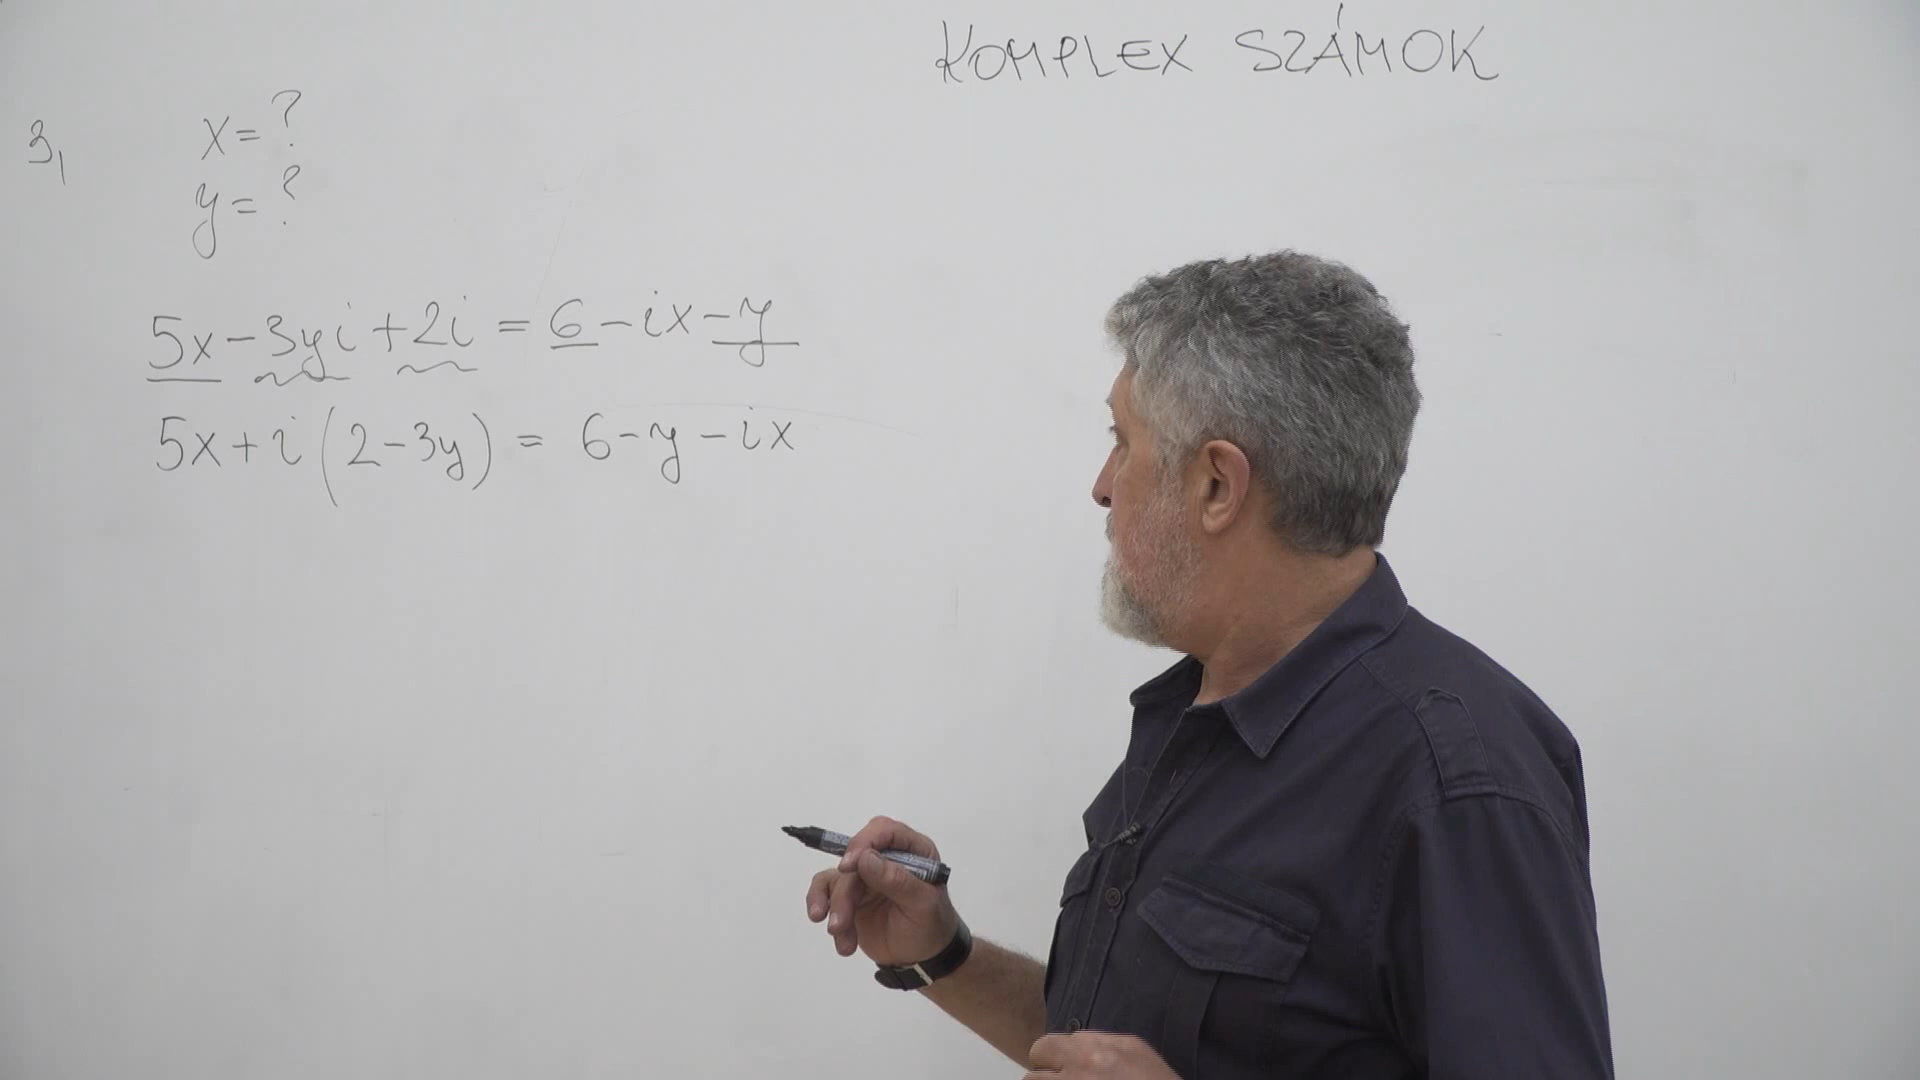 KOMPLEX SZÁMOK
3, x = ?
y = ?
5x - 3yi + 2i = 6 - ix - y
5x + i (2 - 3y) = 6 - y - ix